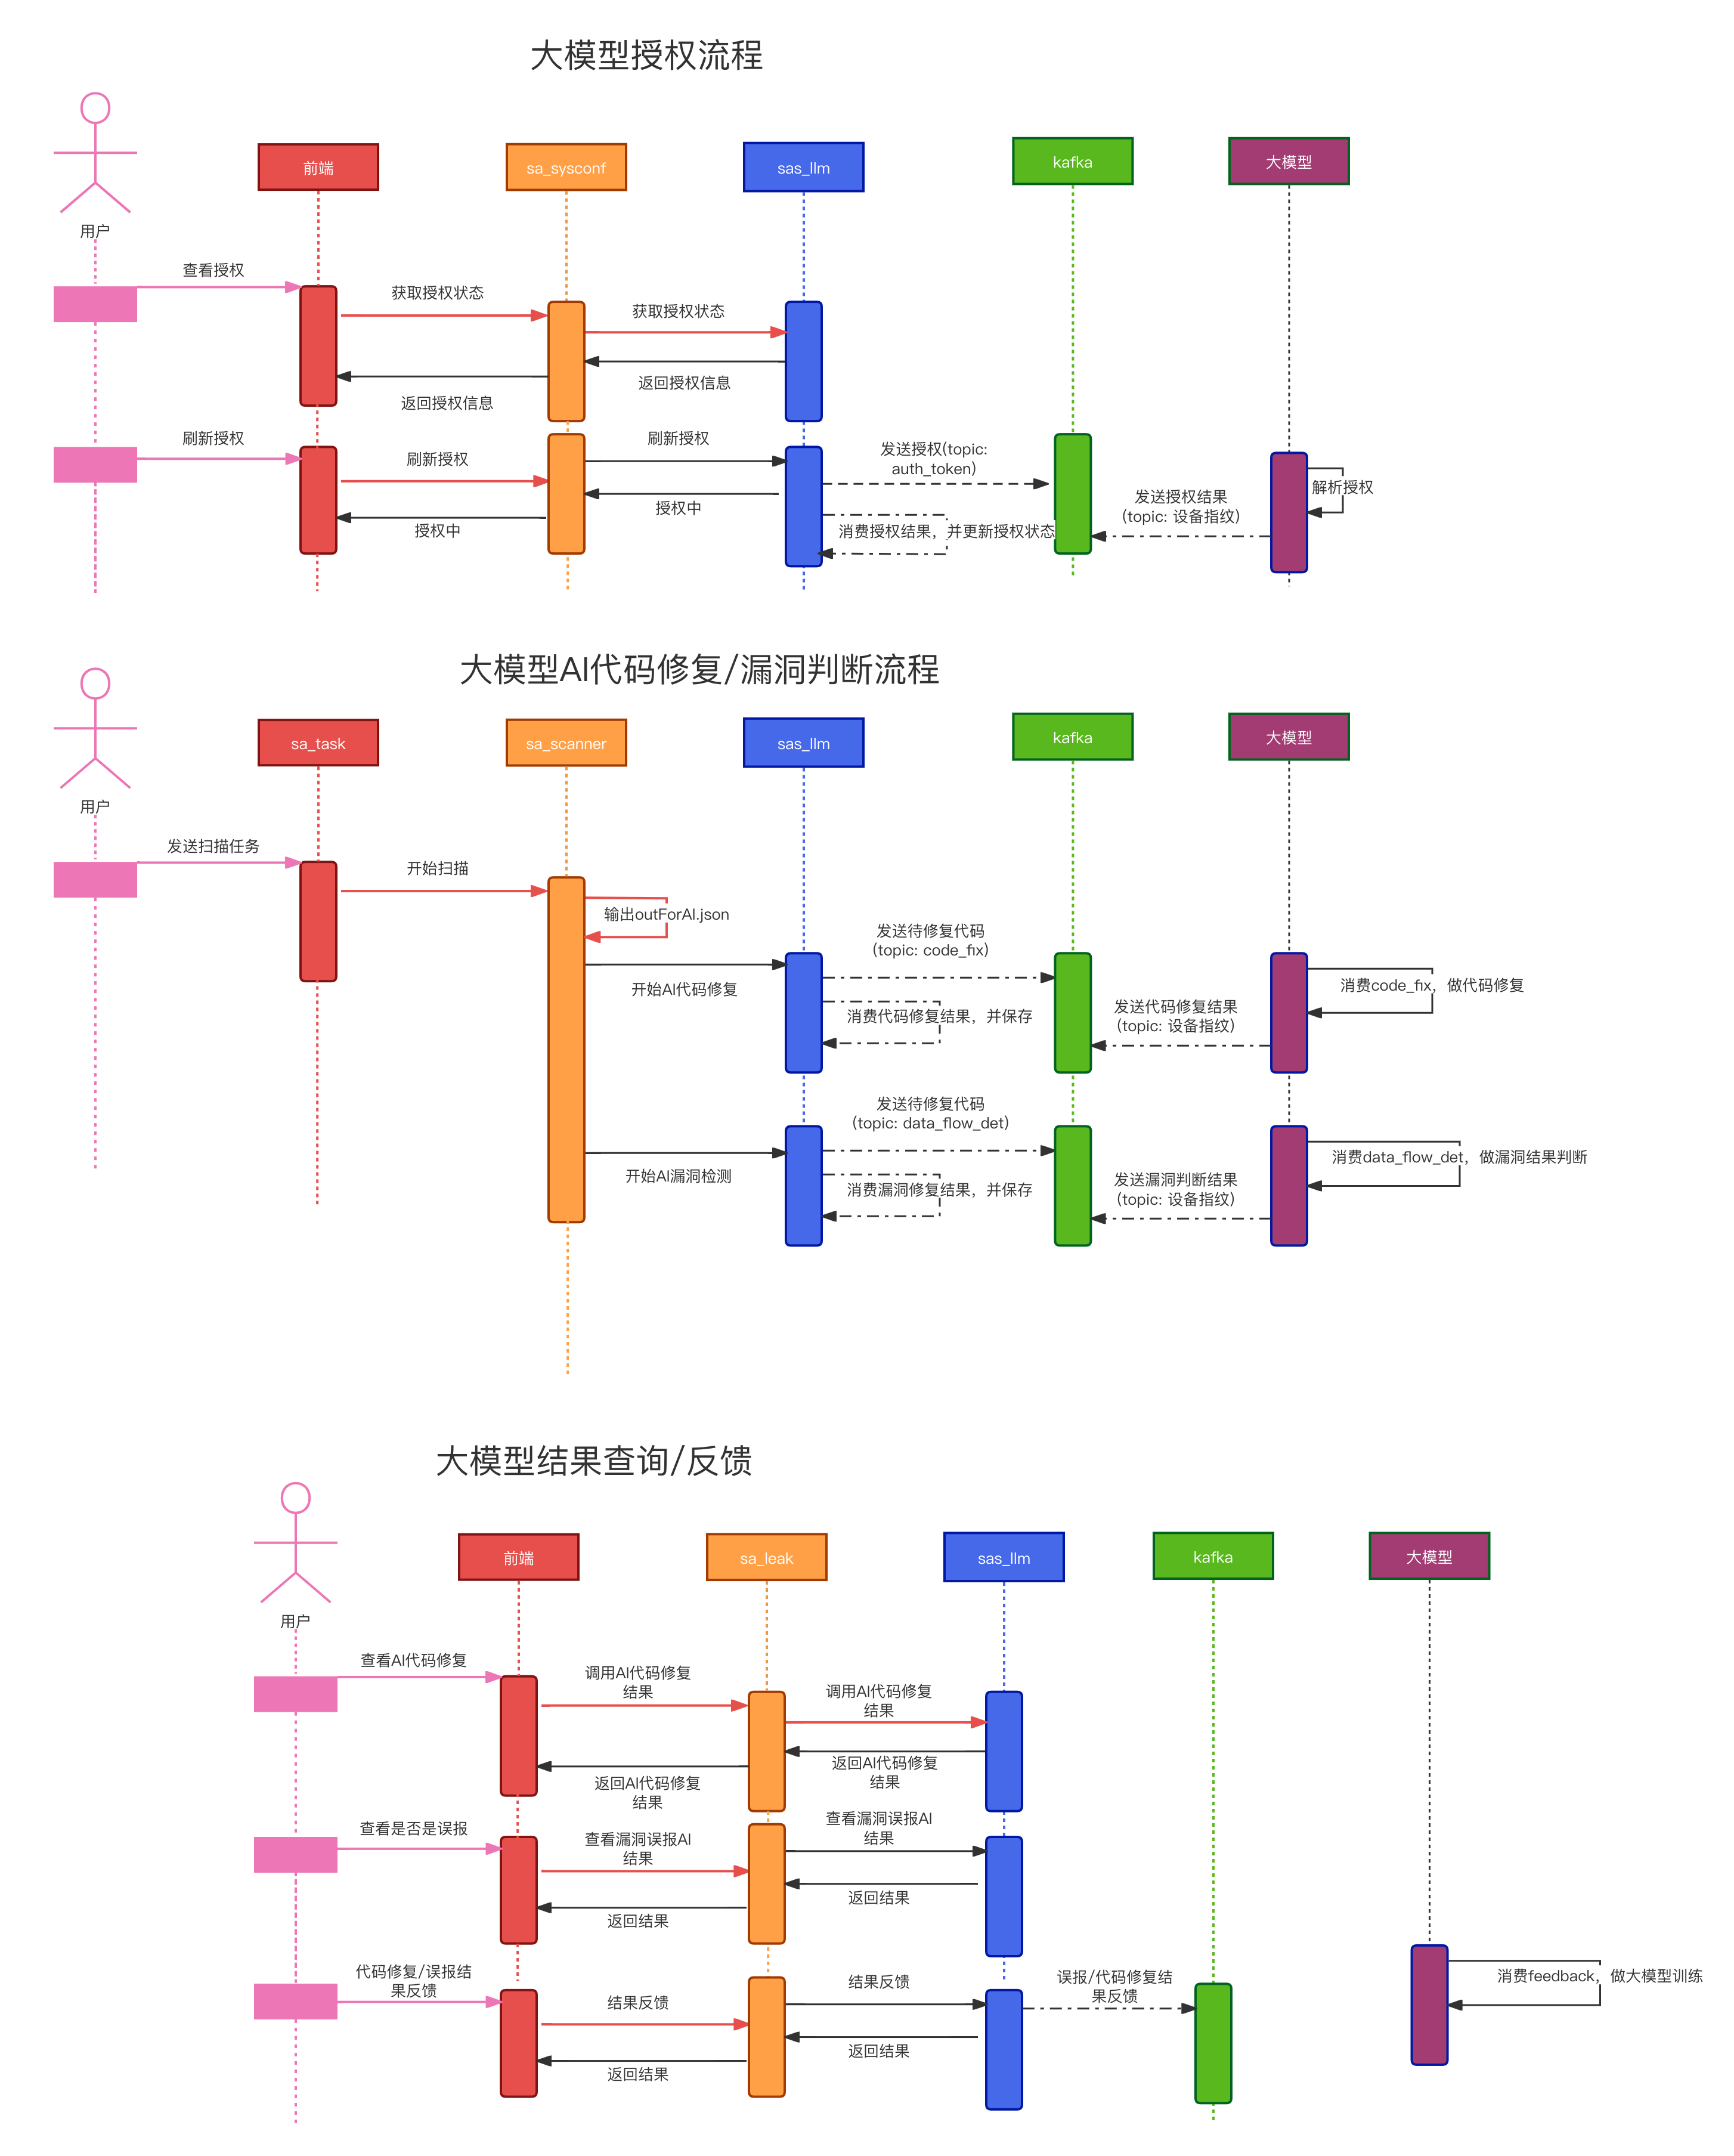 大模型授权流程
前端
sa_sysconf
sas_llm
kafka
大模型
用户
查看授权
获取授权状态
获取授权状态
返回授权信息
返回授权信息
刷新授权
刷新授权
刷新授权
发送授权(topic:
auth_token)
授权中
授权中
消费授权结果，并更新授权状态
发送授权结果
(topic: 设备指纹)
解析授权
大模型AI代码修复/漏洞判断流程
sa_task
sa_scanner
sas_llm
kafka
大模型
用户
发送扫描任务
开始扫描
输出outForAI.json
开始AI代码修复
发送待修复代码
(topic: code_fix)
消费代码修复结果，并保存
发送代码修复结果
(topic: 设备指纹)
消费code_fix，做代码修复
开始AI漏洞检测
发送待修复代码
(topic: data_flow_det)
消费漏洞修复结果，并保存
发送漏洞判断结果
(topic: 设备指纹)
消费data_flow_det，做漏洞结果判断
大模型结果查询/反馈
前端
sa_leak
sas_llm
kafka
大模型
用户
查看AI代码修复
调用AI代码修复
结果
调用AI代码修复
结果
返回AI代码修复
结果
返回AI代码修复
结果
查看是否是误报
查看漏洞误报AI
结果
查看漏洞误报AI
结果
返回结果
返回结果
代码修复/误报结
果反馈
结果反馈
结果反馈
误报/代码修复结
果反馈
返回结果
返回结果
消费feedback，做大模型训练